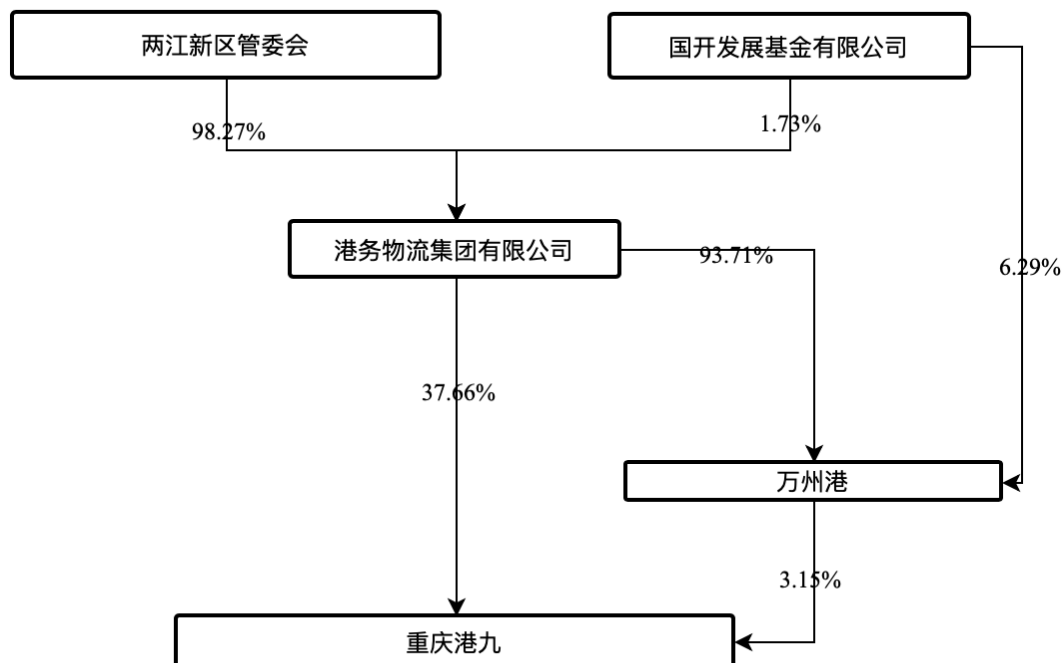 两江新区管委会
国开发展基金有限公司
98.27%
1.73%
港务物流集团有限公司
93.71%
6.29%
37.66%
万州港
3.15%
重庆港九